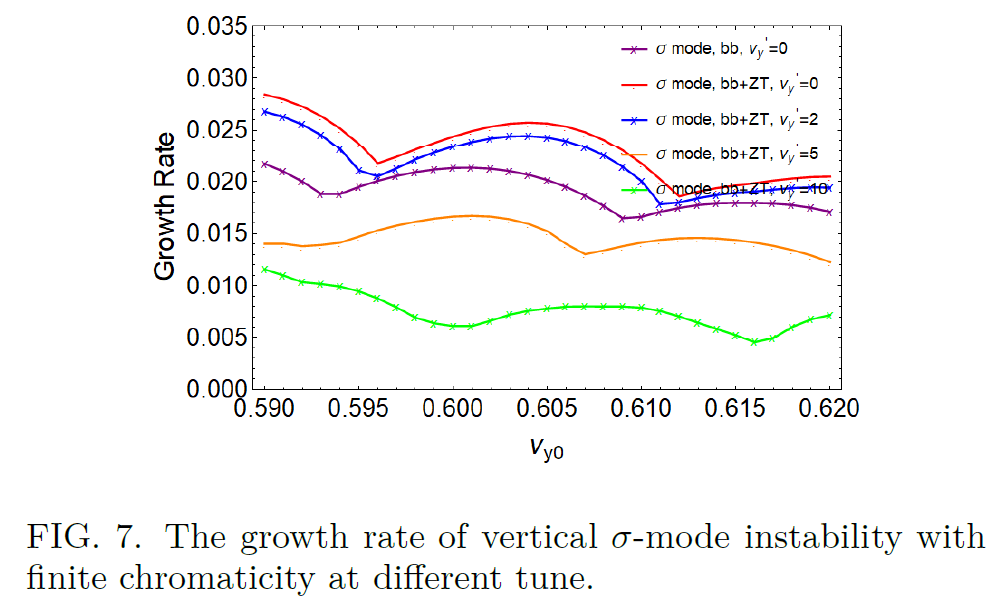 0.035
0.030
0.025
0.020
0.015
0.010
0.005
0.000
Growth Rate
σ mode, bb, νy'=0
σ mode, bb+ZT, νy'=0
σ mode, bb+ZT, νy'=2
σ mode, bb+ZT, νy'=5
σ mode, bb+ZT, νy'=10
0.590 0.595 0.600 0.605 0.610 0.615 0.620
νy0
FIG. 7. The growth rate of vertical σ-mode instability with
finite chromaticity at different tune.